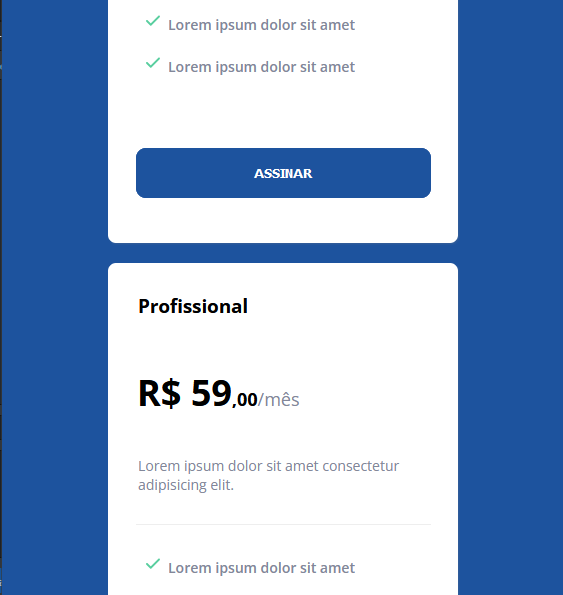 Lorem ipsum dolor sit amet
Lorem ipsum dolor sit amet
ASSINAR
Profissional
R$ 59,00/mês
Lorem ipsum dolor sit amet consectetur
adipisicing elit.
Lorem ipsum dolor sit amet